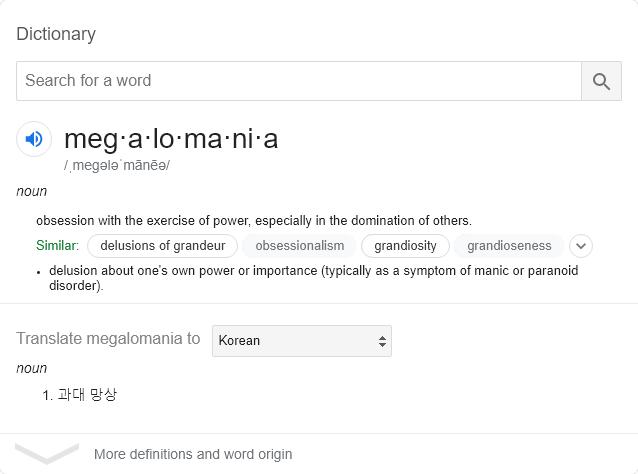 Dictionary
Search for a word
meg·a·lo·ma·ni·a
/ˌmeɡələˈmānēə/
noun
obsession with the exercise of power, especially in the domination of others.
Similar: delusions of grandeur obsessionalism grandiosity grandioseness
• delusion about one's own power or importance (typically as a symptom of manic or paranoid
disorder).
Translate megalomania to Korean
noun
1. 과대 망상
More definitions and word origin